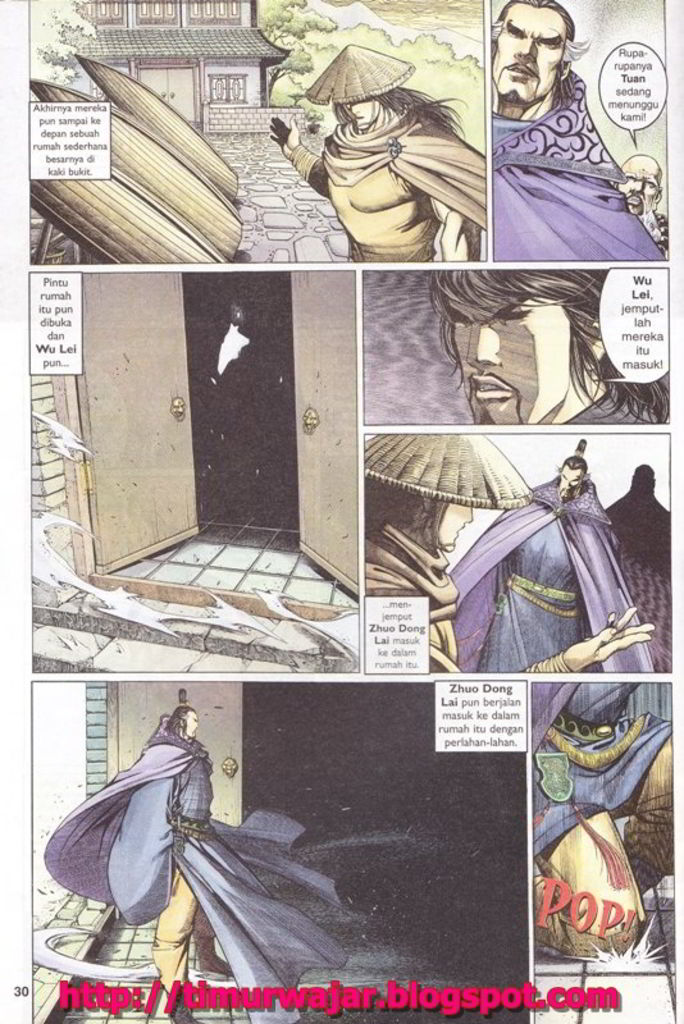 Akhirnya mereka
pun sampai ke
depan sebuah
rumah sederhana
besarnya di
kaki bukit.
Rupa-
rupanya
Tuan
sedang
menunggu
kami!
Pintu
rumah
itu pun
dibuka
dan
Wu Lei
pun...
Wu
Lei,
jemput-
lah
mereka
itu
masuk!
...men-
jemput
Zhuo Dong
Lai masuk
ke dalam
rumah itu.
Zhuo Dong
Lai pun berjalan
masuk ke dalam
rumah itu dengan
perlahan-lahan.
POP!
30
http://timurwajar.blogspot.com